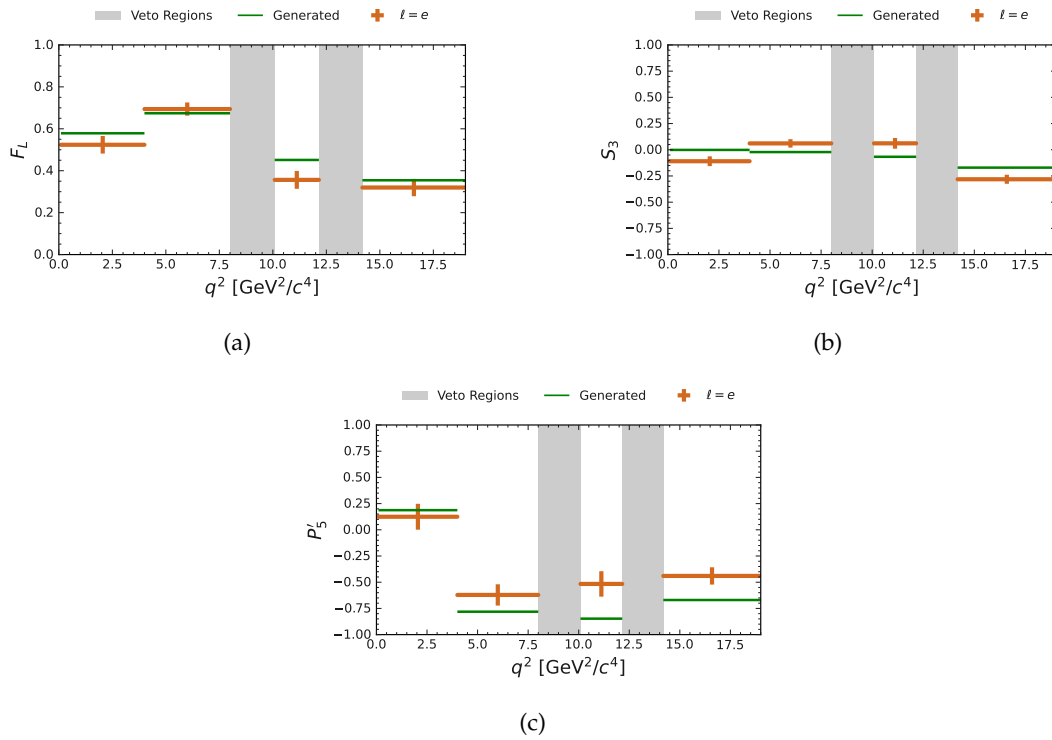 Veto Regions Generated ℓ = e
1.0
0.8
0.6
0.4
0.2
0.0
F_L
0.0 2.5 5.0 7.5 10.0 12.5 15.0 17.5
q² [GeV²/c⁴]
(a)
Veto Regions Generated ℓ = e
1.00
0.75
0.50
0.25
0.00
−0.25
−0.50
−0.75
−1.00
S₃
0.0 2.5 5.0 7.5 10.0 12.5 15.0 17.5
q² [GeV²/c⁴]
(b)
Veto Regions Generated ℓ = e
1.00
0.75
0.50
0.25
0.00
−0.25
−0.50
−0.75
−1.00
P′₅
0.0 2.5 5.0 7.5 10.0 12.5 15.0 17.5
q² [GeV²/c⁴]
(c)